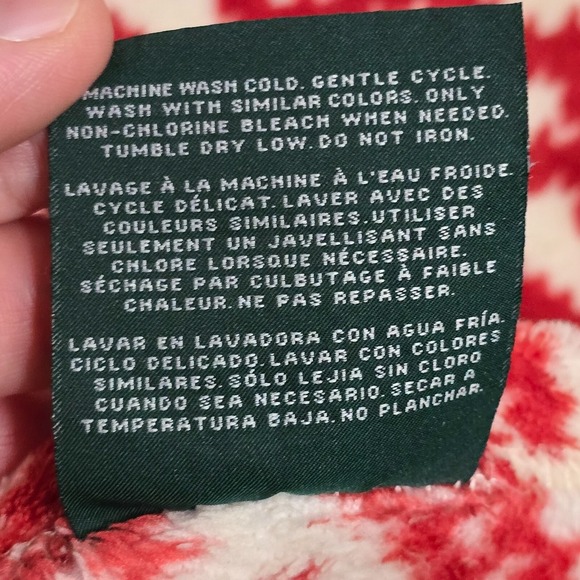 MACHINE WASH COLD. GENTLE CYCLE.
WASH WITH SIMILAR COLORS. ONLY
NON-CHLORINE BLEACH WHEN NEEDED.
TUMBLE DRY LOW. DO NOT IRON.
LAVAGE À LA MACHINE À L'EAU FROIDE.
CYCLE DÉLICAT. LAVER AVEC DES
COULEURS SIMILAIRES. UTILISER
SEULEMENT UN JAVELLISANT SANS
CHLORE LORSQUE NÉCESSAIRE.
SÉCHAGE PAR CULBUTAGE À FAIBLE
CHALEUR. NE PAS REPASSER.
LAVAR EN LAVADORA CON AGUA FRÍA.
CICLO DELICADO. LAVAR CON COLORES
SIMILARES. SÓLO LEJIA SIN CLORO
CUANDO SEA NECESARIO. SECAR A
TEMPERATURA BAJA. NO PLANCHAR.